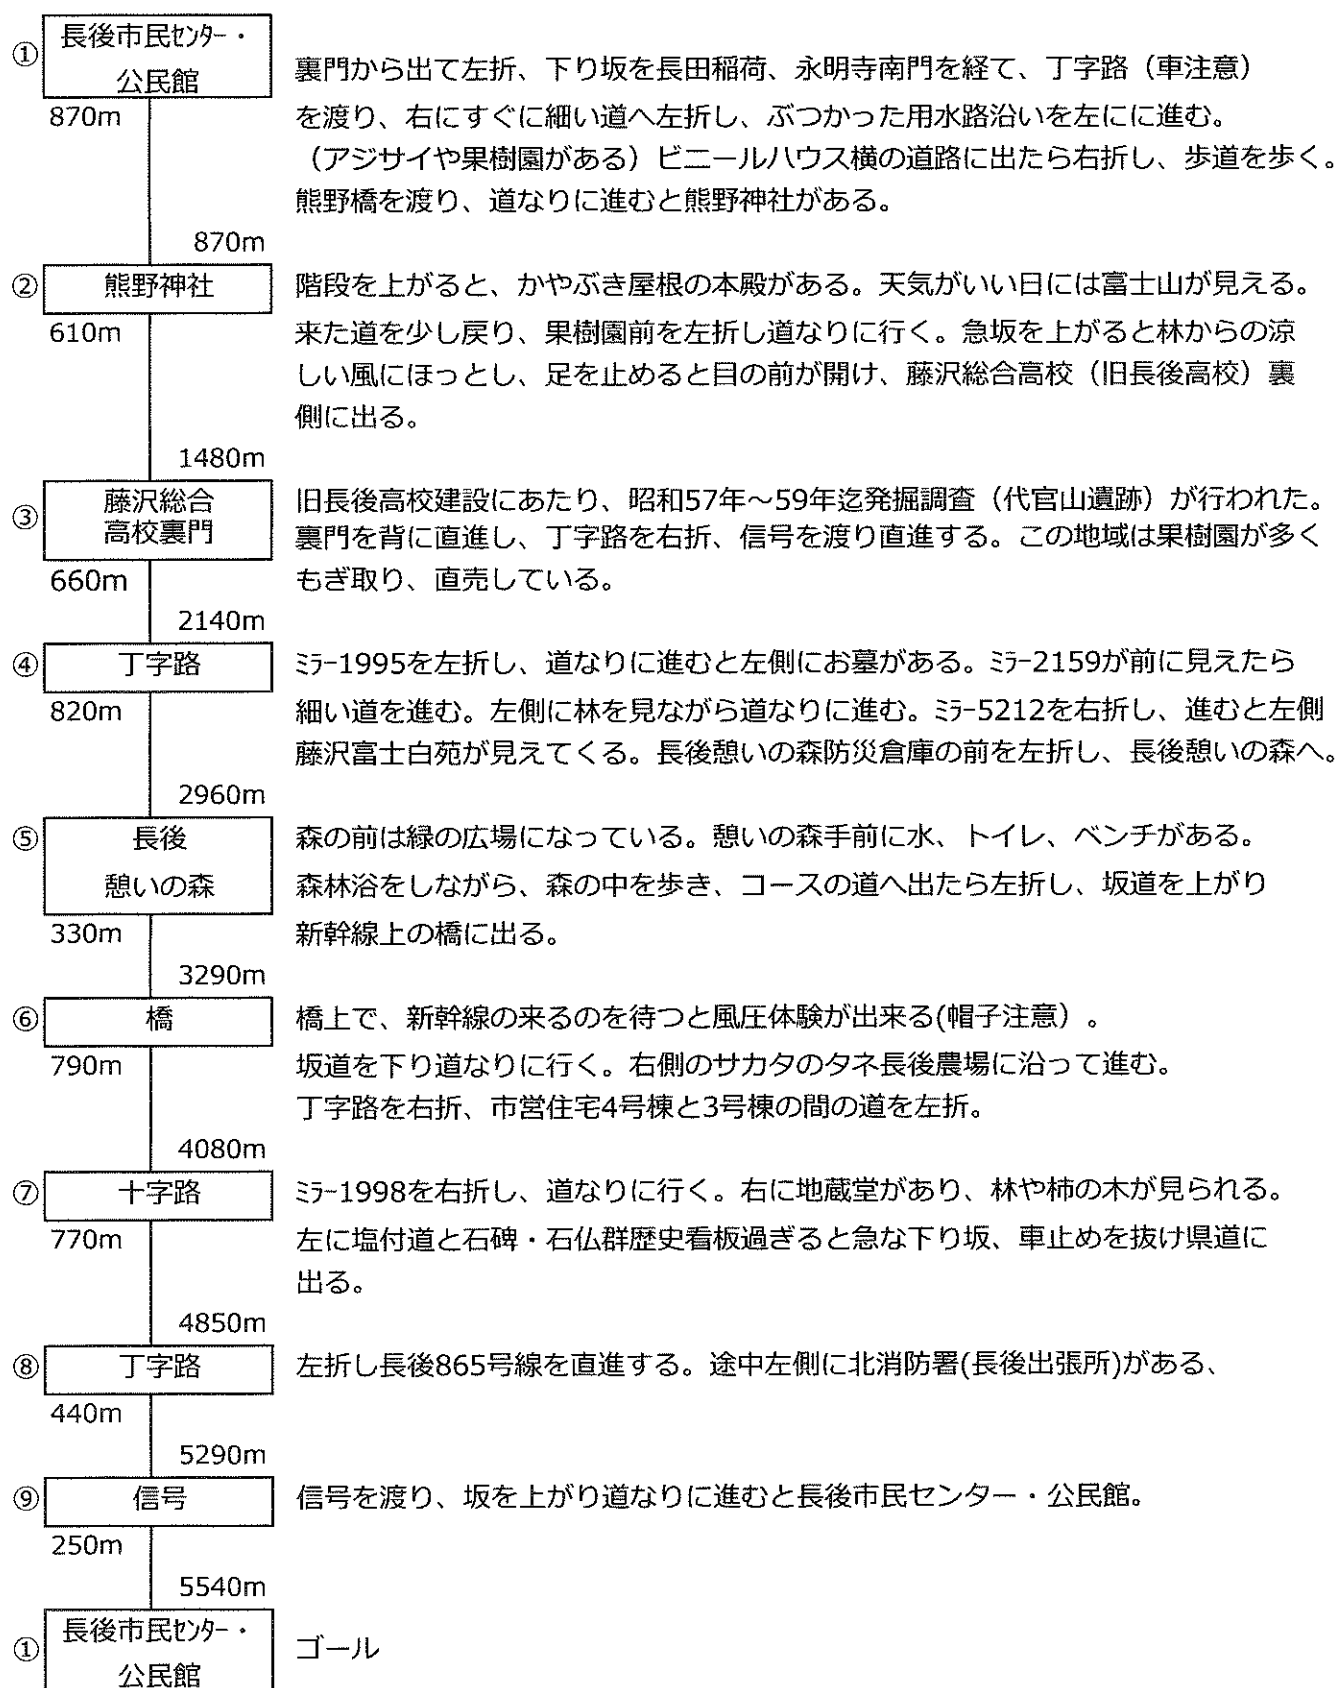 ① 長後市民ｾﾝﾀｰ・
公民館
裏門から出て左折、下り坂を長田稲荷、永明寺南門を経て、丁字路（車注意）
870m
を渡り、右にすぐに細い道へ左折し、ぶつかった用水路沿いを左にに進む。
（アジサイや果樹園がある）ビニールハウス横の道路に出たら右折し、歩道を歩く。
熊野橋を渡り、道なりに進むと熊野神社がある。
870m
② 熊野神社
階段を上がると、かやぶき屋根の本殿がある。天気がいい日には富士山が見える。
610m
来た道を少し戻り、果樹園前を左折し道なりに行く。急坂を上がると林からの涼
しい風にほっとし、足を止めると目の前が開け、藤沢総合高校（旧長後高校）裏
側に出る。
1480m
③ 藤沢総合
高校裏門
旧長後高校建設にあたり、昭和57年～59年迄発掘調査（代官山遺跡）が行われた。
裏門を背に直進し、丁字路を右折、信号を渡り直進する。この地域は果樹園が多く
660m
もぎ取り、直売している。
2140m
④ 丁字路
ﾐﾗｰ1995を左折し、道なりに進むと左側にお墓がある。ﾐﾗｰ2159が前に見えたら
820m
細い道を進む。左側に林を見ながら道なりに進む。ﾐﾗｰ5212を右折し、進むと左側
藤沢富士白苑が見えてくる。長後憩いの森防災倉庫の前を左折し、長後憩いの森へ。
2960m
⑤ 長後
憩いの森
森の前は緑の広場になっている。憩いの森手前に水、トイレ、ベンチがある。
森林浴をしながら、森の中を歩き、コースの道へ出たら左折し、坂道を上がり
330m
新幹線上の橋に出る。
3290m
⑥ 橋
橋上で、新幹線の来るのを待つと風圧体験が出来る(帽子注意）。
790m
坂道を下り道なりに行く。右側のサカタのタネ長後農場に沿って進む。
丁字路を右折、市営住宅4号棟と3号棟の間の道を左折。
4080m
⑦ 十字路
ﾐﾗｰ1998を右折し、道なりに行く。右に地蔵堂があり、林や柿の木が見られる。
770m
左に塩付道と石碑・石仏群歴史看板過ぎると急な下り坂、車止めを抜け県道に
出る。
4850m
⑧ 丁字路
左折し長後865号線を直進する。途中左側に北消防署(長後出張所)がある、
440m
5290m
⑨ 信号
信号を渡り、坂を上がり道なりに進むと長後市民センター・公民館。
250m
5540m
① 長後市民ｾﾝﾀｰ・
公民館
ゴール